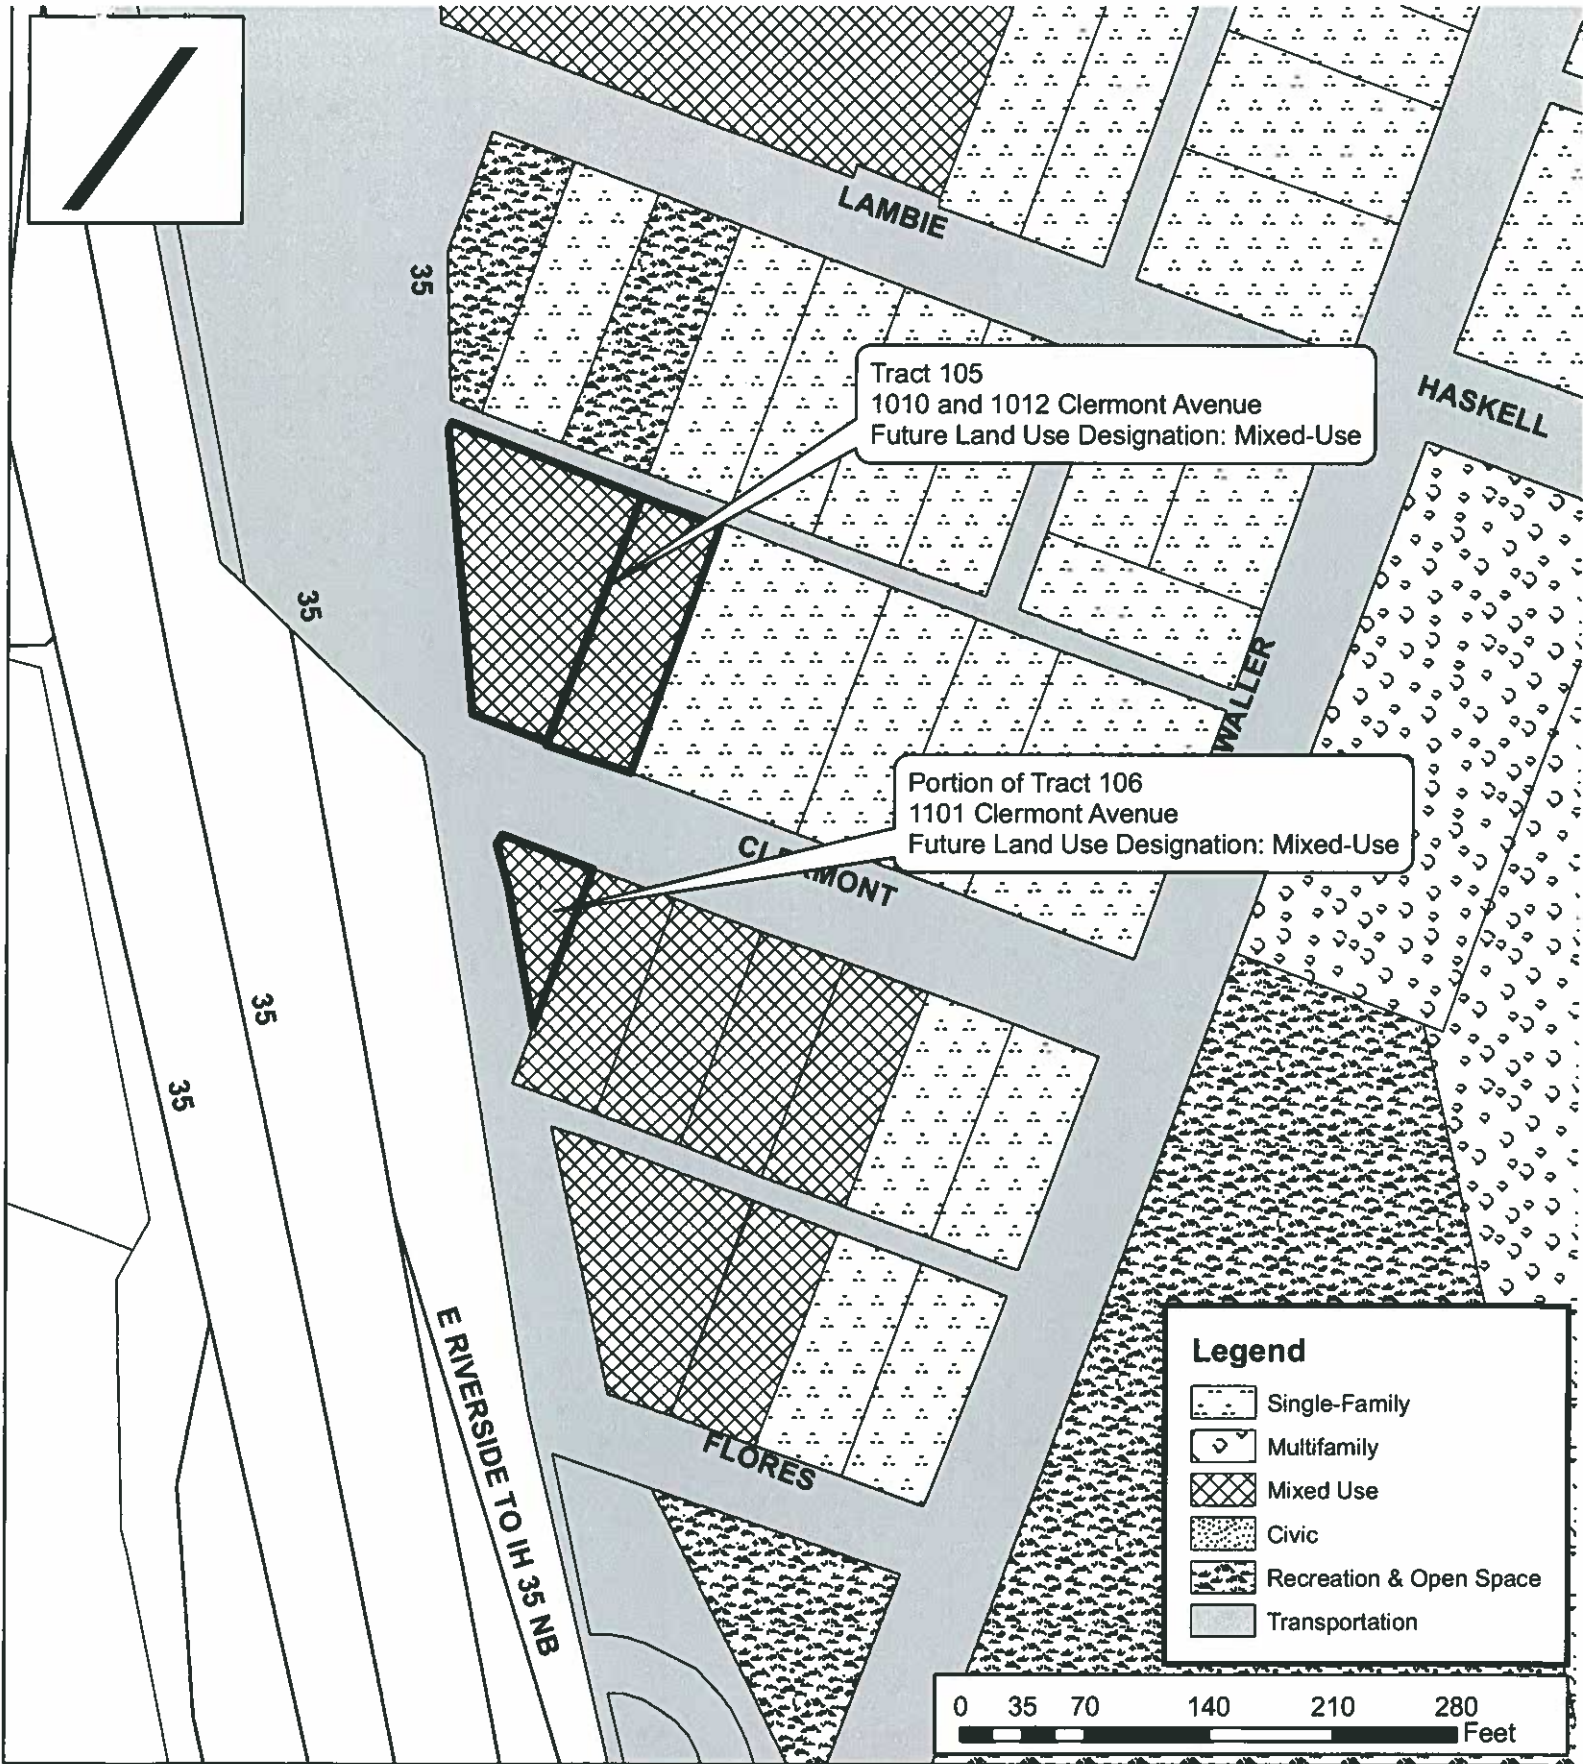 LAMBIE
35
Tract 105
1010 and 1012 Clermont Avenue
Future Land Use Designation: Mixed-Use
HASKELL
35
WALLER
Portion of Tract 106
1101 Clermont Avenue
Future Land Use Designation: Mixed-Use
35
35
E RIVERSIDE TO IH 35 NB
FLORES
Legend
Single-Family
Multifamily
Mixed Use
Civic
Recreation & Open Space
Transportation
0 35 70 140 210 280
Feet